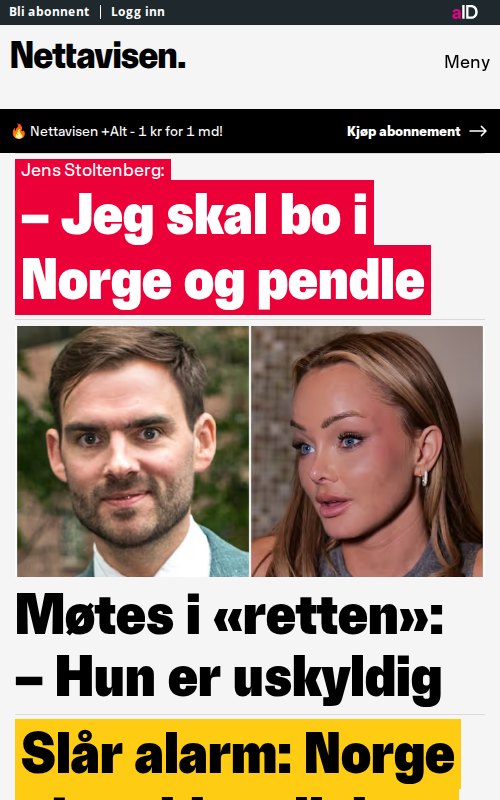 Bli abonnent | Logg inn
aID
Nettavisen.
Meny
🔥 Nettavisen +Alt - 1 kr for 1 md!
Kjøp abonnement →
Jens Stoltenberg:
– Jeg skal bo i
Norge og pendle
Møtes i «retten»:
– Hun er uskyldig
Slår alarm: Norge